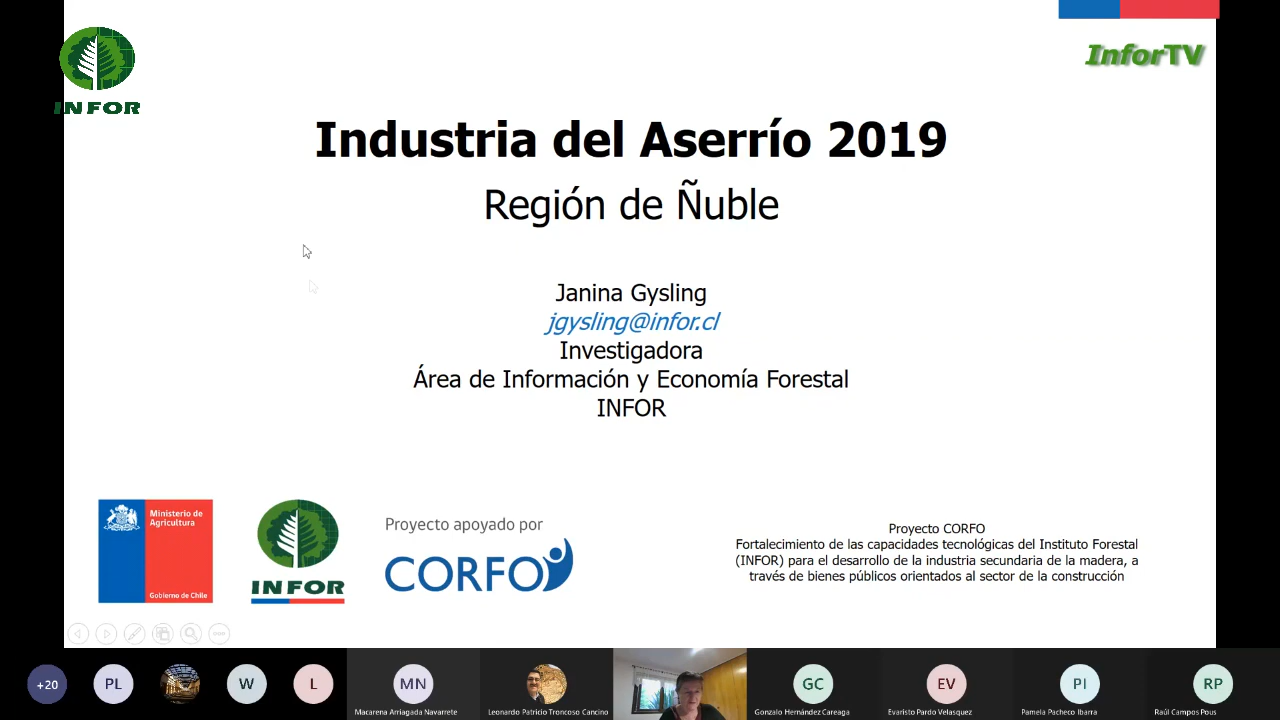 INFOR
InforTV
Industria del Aserrío 2019
Región de Ñuble
Janina Gysling
jgysling@infor.cl
Investigadora
Área de Información y Economía Forestal
INFOR
Ministerio de
Agricultura
Gobierno de Chile
INFOR
Proyecto apoyado por
CORFO
Proyecto CORFO
Fortalecimiento de las capacidades tecnológicas del Instituto Forestal
(INFOR) para el desarrollo de la industria secundaria de la madera, a
través de bienes públicos orientados al sector de la construcción
+20
PL
W
L
MN
GC
EV
PI
RP
Macarena Arriagada Navarrete
Leonardo Patricio Troncoso Cancino
Gonzalo Hernández Careaga
Evaristo Pardo Velasquez
Pamela Pacheco Ibarra
Raúl Campos Pous